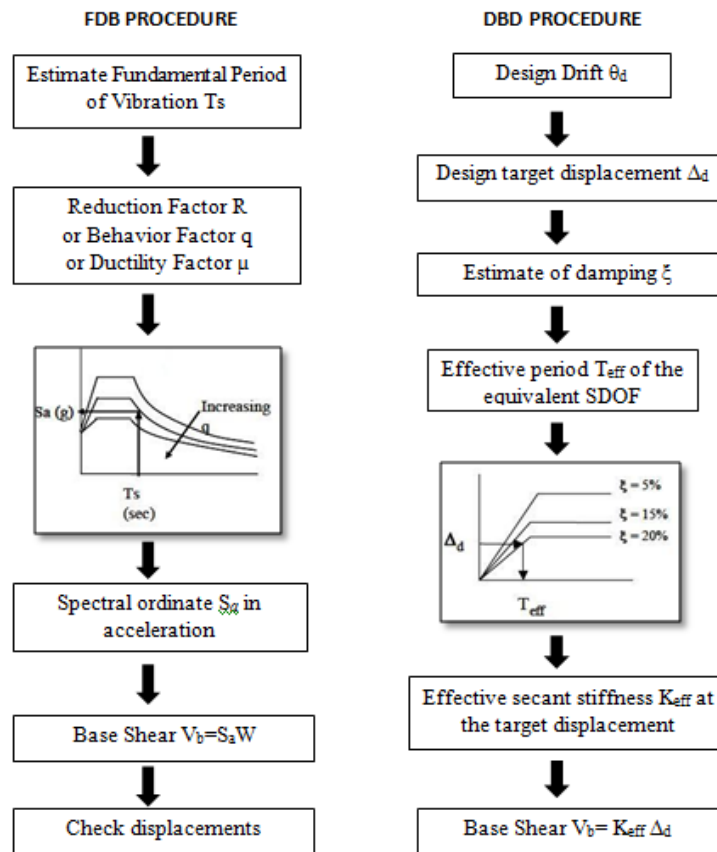 FDB PROCEDURE
Estimate Fundamental Period
of Vibration Ts
Reduction Factor R
or Behavior Factor q
or Ductility Factor μ
Sa (g)
Increasing
q
Ts
(sec)
Spectral ordinate Sα in
acceleration
Base Shear Vb=SaW
Check displacements
DBD PROCEDURE
Design Drift θd
Design target displacement Δd
Estimate of damping ξ
Effective period Teff of the
equivalent SDOF
ξ = 5%
ξ = 15%
ξ = 20%
Δd
Teff
Effective secant stiffness Keff at
the target displacement
Base Shear Vb= Keff Δd